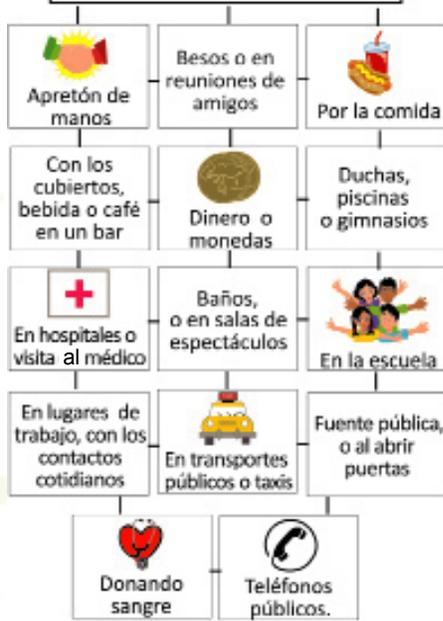 Apretón de
manos
Besos o en
reuniones de
amigos
Por la comida
Con los
cubiertos,
bebida o café
en un bar
Dinero o
monedas
Duchas,
piscinas
o gimnasios
En hospitales o
visita al médico
Baños,
o en salas de
espectáculos
En la escuela
En lugares de
trabajo, con los
contactos
cotidianos
En transportes
públicos o taxis
Fuente pública,
o al abrir
puertas
Donando
sangre
Teléfonos
públicos.